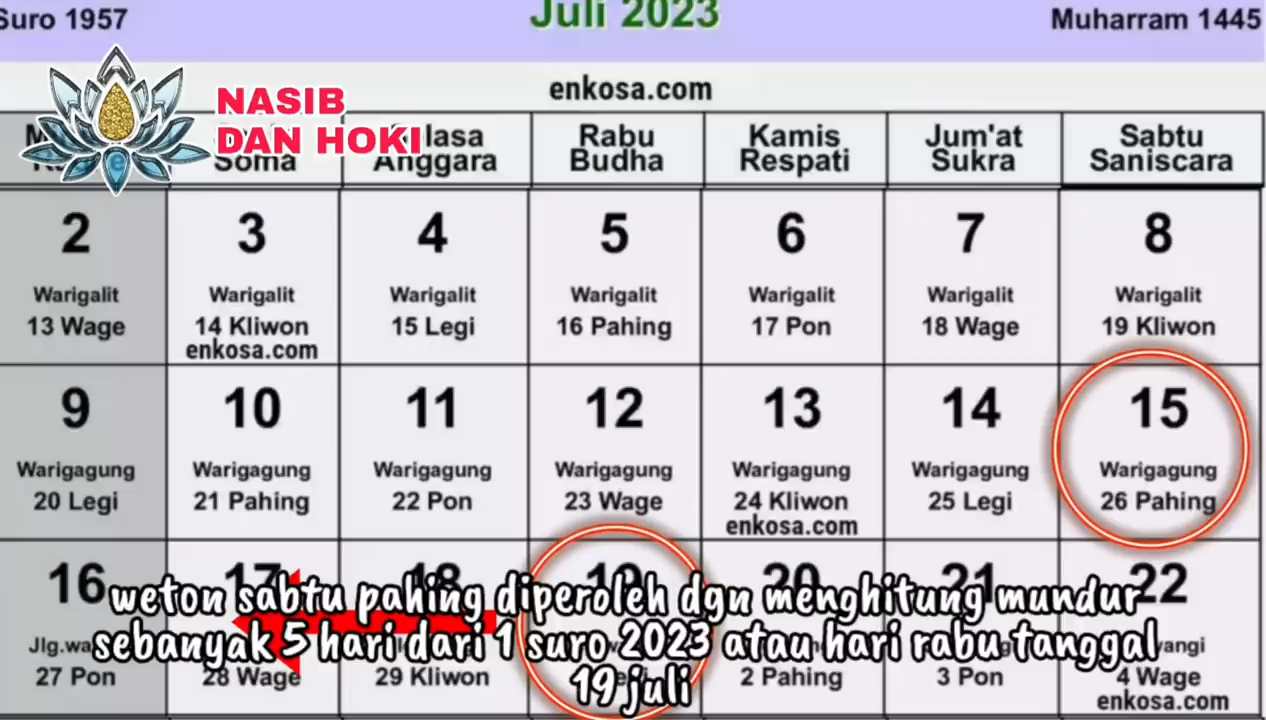 Suro 1957
Juli 2023
Muharram 1445
enkosa.com
NASIB
DAN HOKI
Soma
Anggara
Rabu
Budha
Kamis
Respati
Jum'at
Sukra
Sabtu
Saniscara
2
3
4
5
6
7
8
Warigalit
Warigalit
Warigalit
Warigalit
Warigalit
Warigalit
Warigalit
13 Wage
14 Kliwon
15 Legi
16 Pahing
17 Pon
18 Wage
19 Kliwon
enkosa.com
9
10
11
12
13
14
15
Warigagung
Warigagung
Warigagung
Warigagung
Warigagung
Warigagung
Warigagung
20 Legi
21 Pahing
22 Pon
23 Wage
24 Kliwon
25 Legi
26 Pahing
enkosa.com
16
17
18
19
20
21
22
weton sabtu pahing diperoleh dgn menghitung mundur
sebanyak 5 hari dari 1 suro 2023 atau hari rabu tanggal
19 juli
27 Pon
28 Wage
29 Kliwon
2 Pahing
3 Pon
4 Wage
enkosa.com